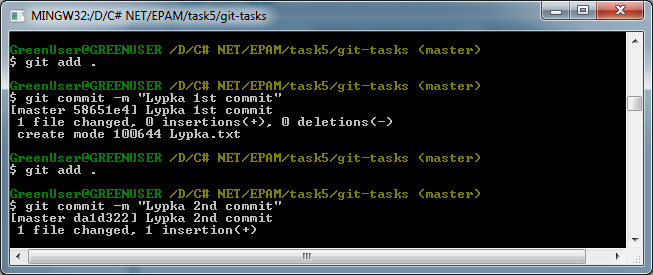 MINGW32:/D/C# NET/EPAM/task5/git-tasks
GreenUser@GREENUSER /D/C# NET/EPAM/task5/git-tasks (master)
$ git add .
GreenUser@GREENUSER /D/C# NET/EPAM/task5/git-tasks (master)
$ git commit -m "Lypka 1st commit"
[master 58651e4] Lypka 1st commit
 1 file changed, 0 insertions(+), 0 deletions(-)
 create mode 100644 Lypka.txt
GreenUser@GREENUSER /D/C# NET/EPAM/task5/git-tasks (master)
$ git add .
GreenUser@GREENUSER /D/C# NET/EPAM/task5/git-tasks (master)
$ git commit -m "Lypka 2nd commit"
[master da1d322] Lypka 2nd commit
 1 file changed, 1 insertion(+)